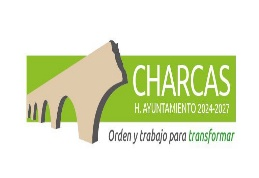 CHARCAS
H. AYUNTAMIENTO 2024-2027
Orden y trabajo para transformar